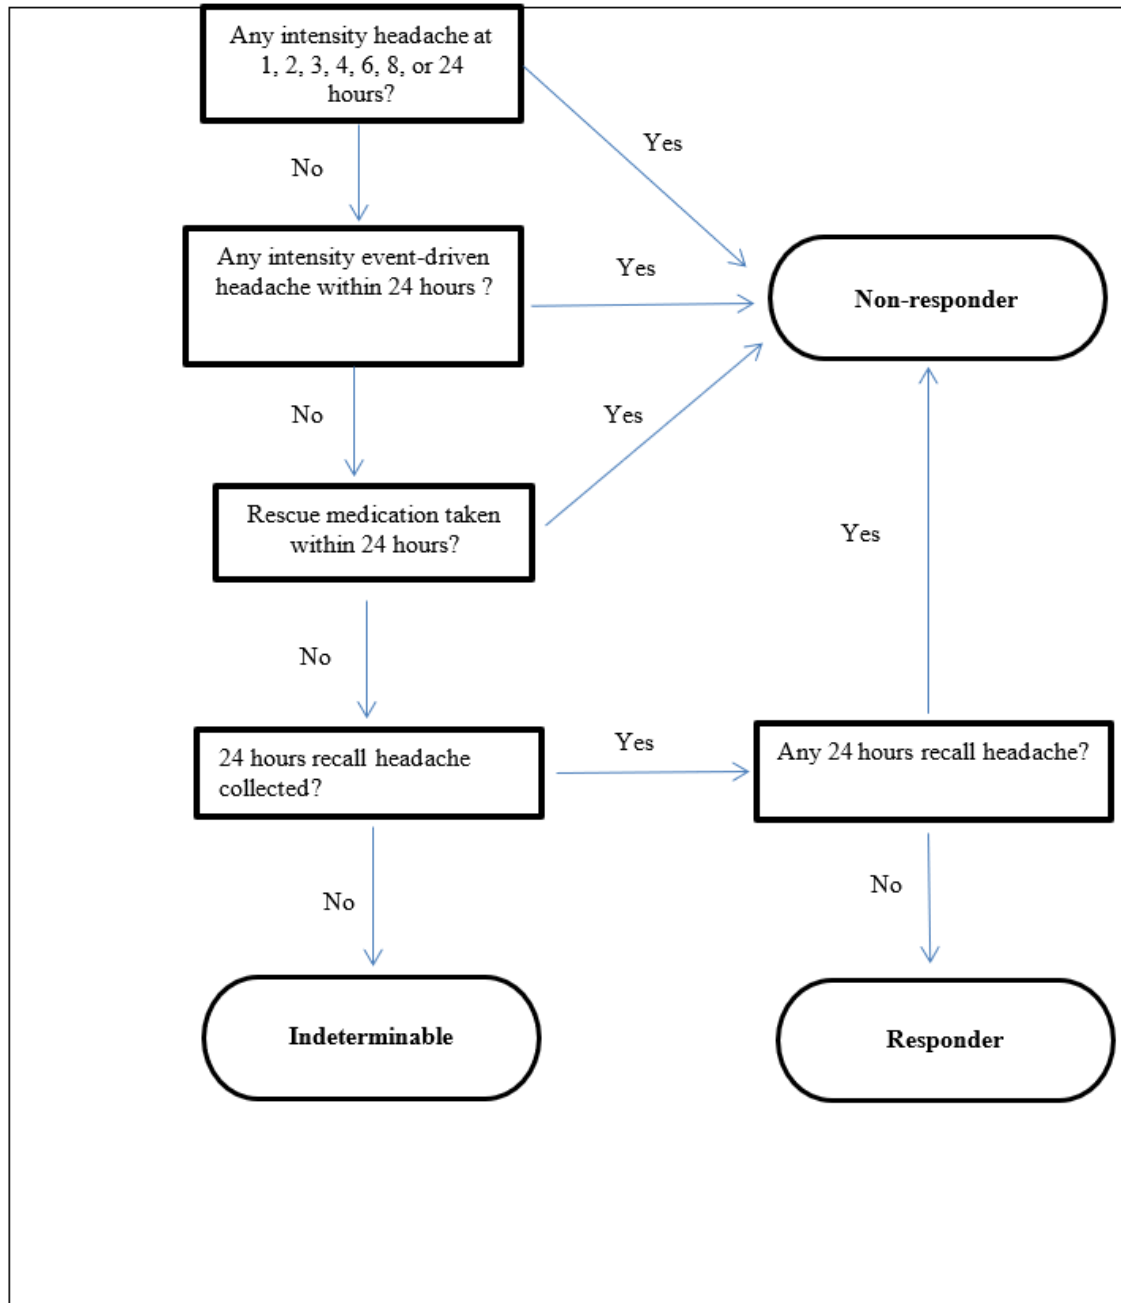 Any intensity headache at
1, 2, 3, 4, 6, 8, or 24
hours?
Yes
No
Any intensity event-driven
headache within 24 hours ?
Yes
Non-responder
No
Yes
Rescue medication taken
within 24 hours?
Yes
No
24 hours recall headache
collected?
Yes
Any 24 hours recall headache?
No
No
Indeterminable
Responder